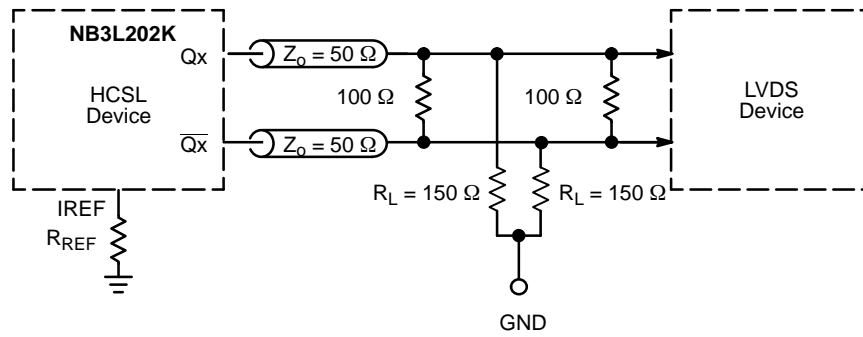 NB3L202K
Qx
Zo = 50 Ω
HCSL
Device
100 Ω
100 Ω
LVDS
Device
Q̅x̅
Zo = 50 Ω
RL = 150 Ω
RL = 150 Ω
IREF
RREF
GND